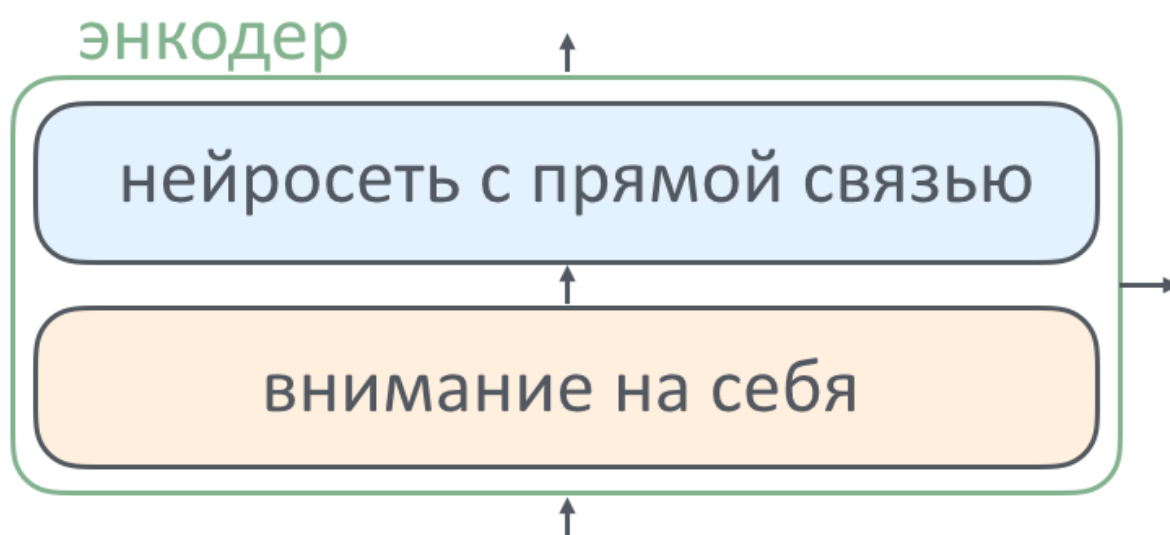 энкодер
нейросеть с прямой связью
внимание на себя